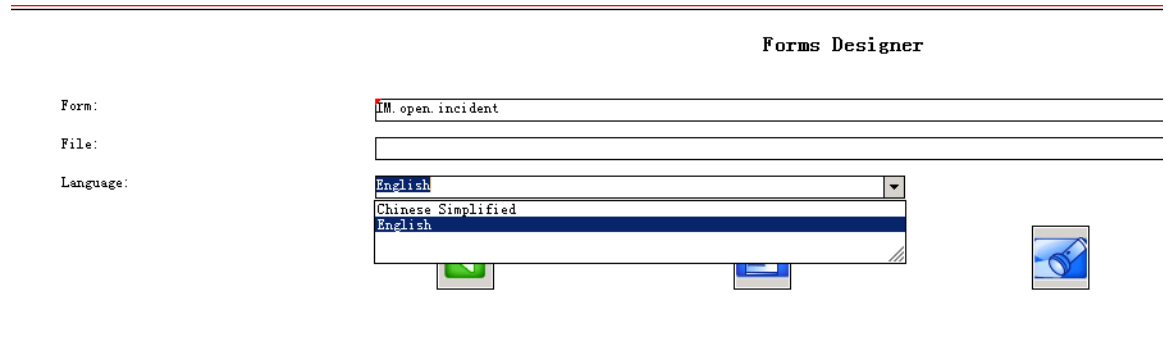 Forms Designer
Form:
IM.open.incident
File:
Language:
English
Chinese Simplified
English